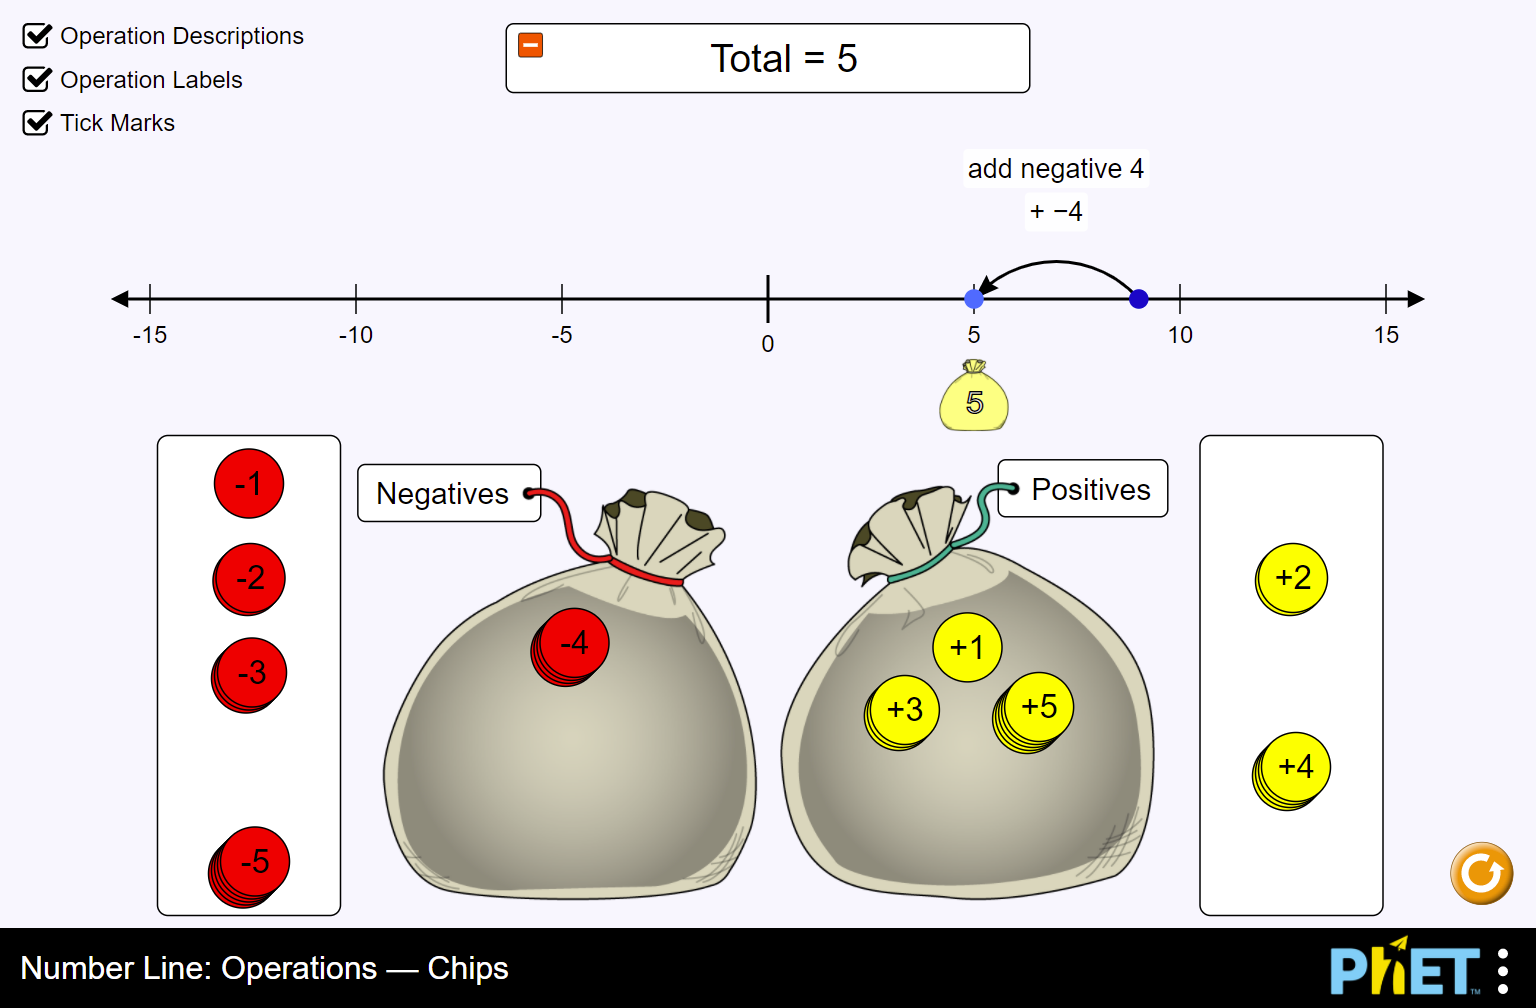 Operation Descriptions
Operation Labels
Tick Marks
Total = 5
add negative 4
+ −4
-15
-10
-5
0
5
10
15
5
Negatives
Positives
-1
-2
-3
-5
-4
+1
+3
+5
+2
+4
Number Line: Operations — Chips
PhET™